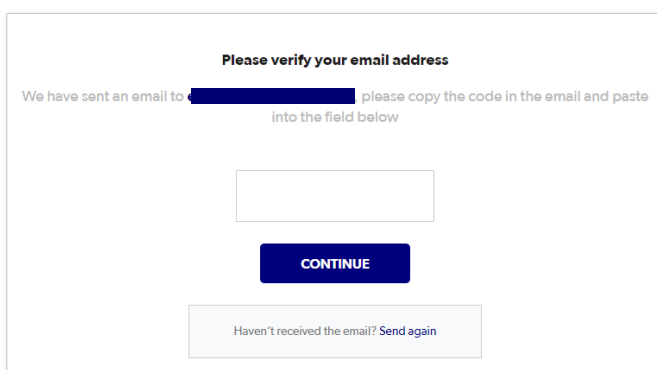 Please verify your email address
We have sent an email to , please copy the code in the email and paste
into the field below
CONTINUE
Haven't received the email? Send again